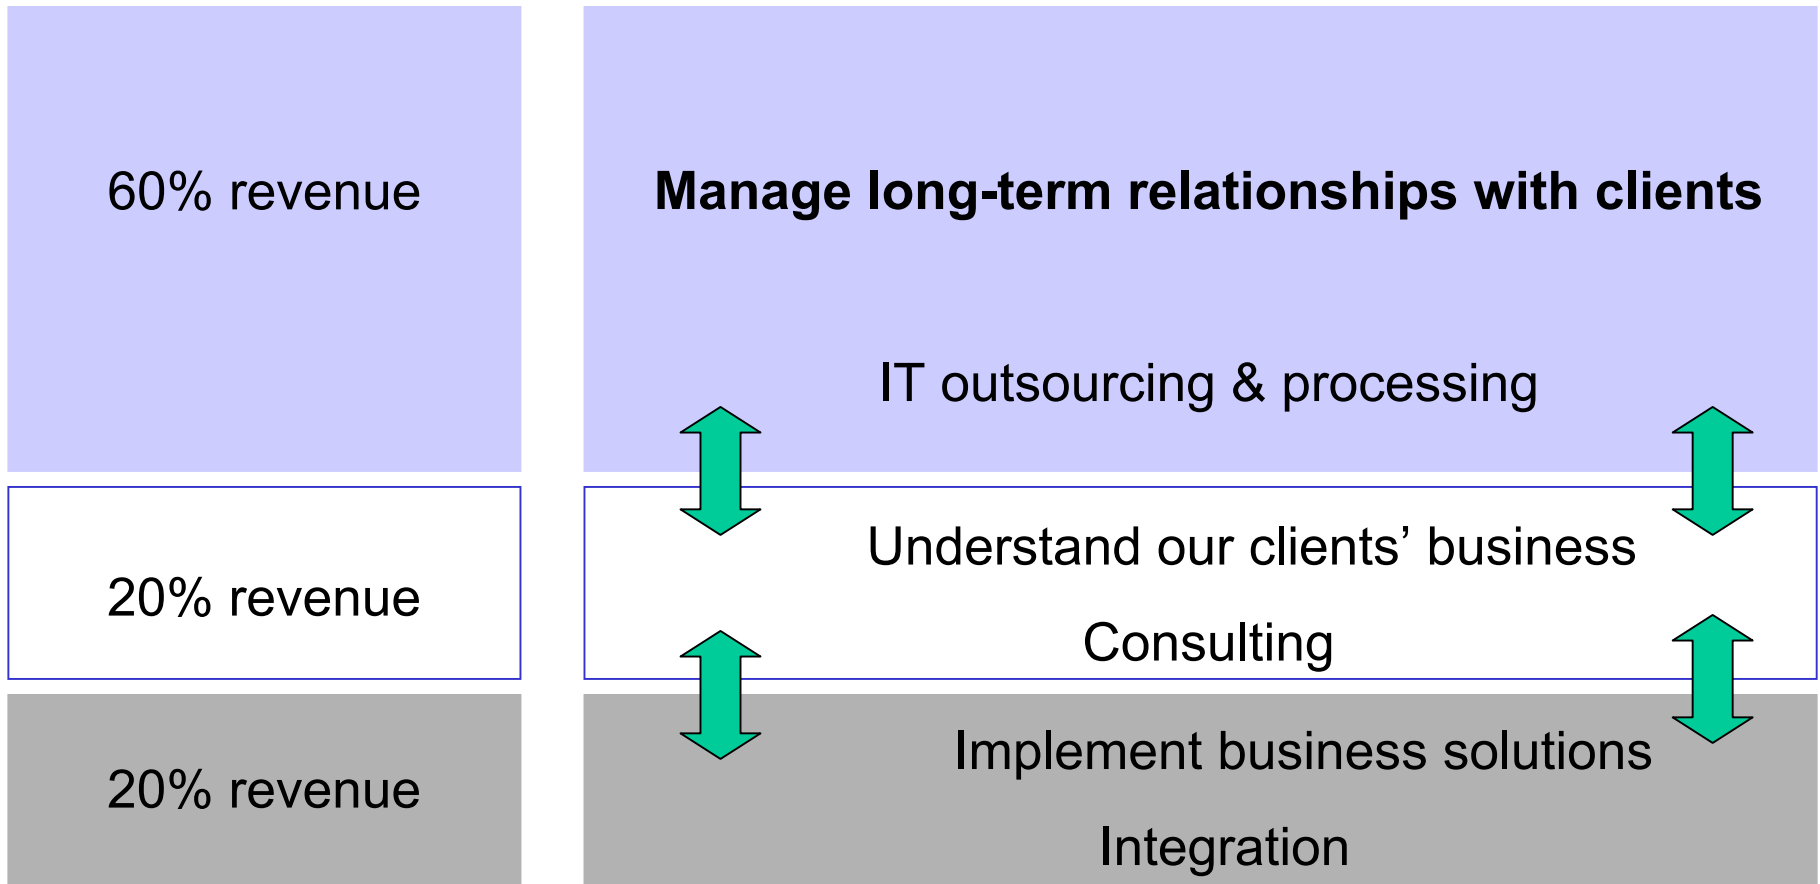 60% revenue
Manage long-term relationships with clients
IT outsourcing & processing
20% revenue
Understand our clients’ business
Consulting
20% revenue
Implement business solutions
Integration